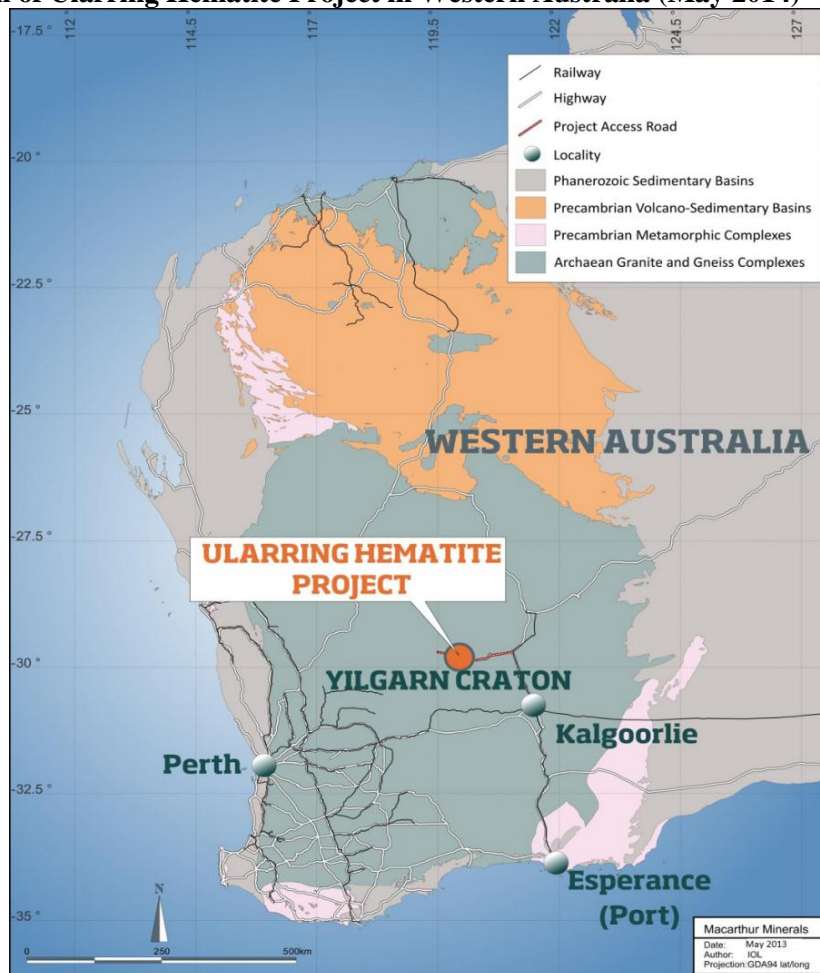 of Ularring Hematite Project in Western Australia (May 2014)
112 °
114.5 °
117 °
119.5 °
122 °
124.5 °
127 °
-17.5 °
-20 °
-22.5 °
-25 °
-27.5 °
-30 °
-32.5 °
-35 °
Railway
Highway
Project Access Road
Locality
Phanerozoic Sedimentary Basins
Precambrian Volcano-Sedimentary Basins
Precambrian Metamorphic Complexes
Archaean Granite and Gneiss Complexes
WESTERN AUSTRALIA
ULARRING HEMATITE
PROJECT
YILGARN CRATON
Kalgoorlie
Perth
Esperance
(Port)
N
0 250 500km
Macarthur Minerals
Date: May 2013
Author: IOL
Projection:GDA94 lat/long